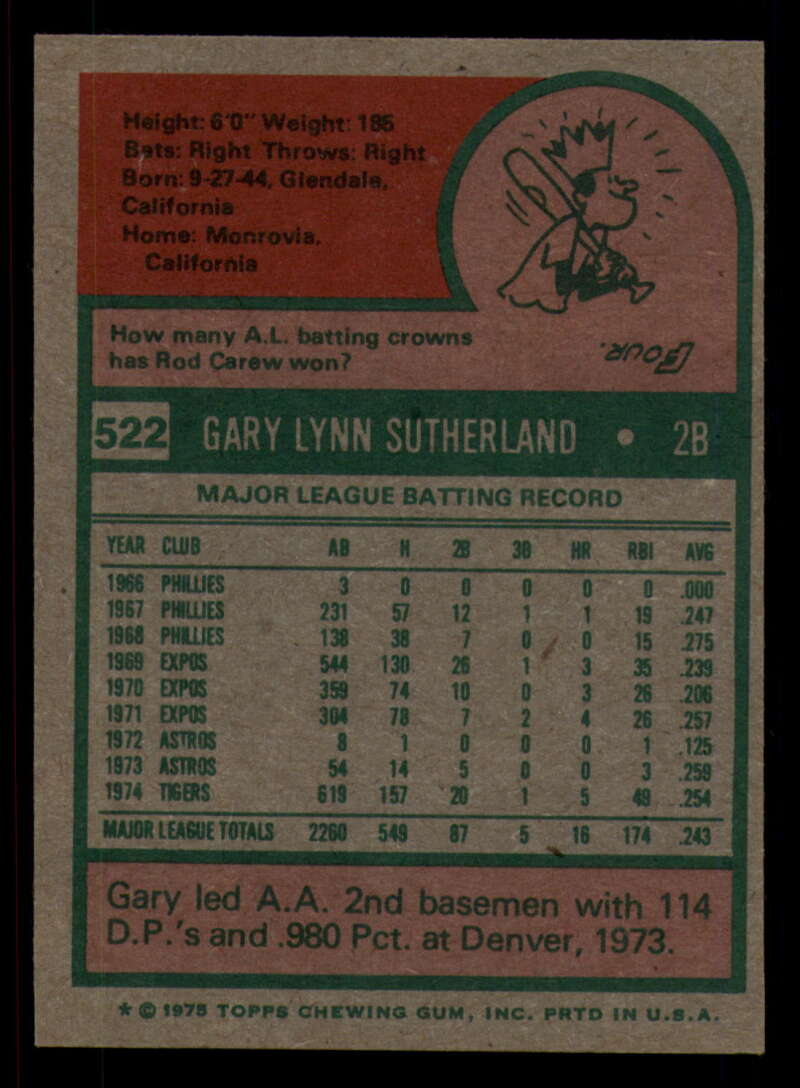 Height: 6'0" Weight: 185
Bats: Right Throws: Right
Born: 9-27-44, Glendale,
California
Home: Monrovia,
California
How many A.L. batting crowns
has Rod Carew won?
Four.
522 GARY LYNN SUTHERLAND • 2B
MAJOR LEAGUE BATTING RECORD
YEAR CLUB AB H 2B 3B HR RBI AVG
1966 PHILLIES 3 0 0 0 0 0 .000
1967 PHILLIES 231 57 12 1 1 19 .247
1968 PHILLIES 138 38 7 0 0 15 .275
1969 EXPOS 544 130 26 1 3 35 .239
1970 EXPOS 359 74 10 0 3 26 .206
1971 EXPOS 304 78 7 2 4 26 .257
1972 ASTROS 8 1 0 0 0 1 .125
1973 ASTROS 54 14 5 0 0 3 .259
1974 TIGERS 619 157 20 1 5 49 .254
MAJOR LEAGUE TOTALS 2260 549 87 5 16 174 .243
Gary led A.A. 2nd basemen with 114
D.P.'s and .980 Pct. at Denver, 1973.
* © 1975 TOPPS CHEWING GUM, INC. PRTD IN U.S.A.